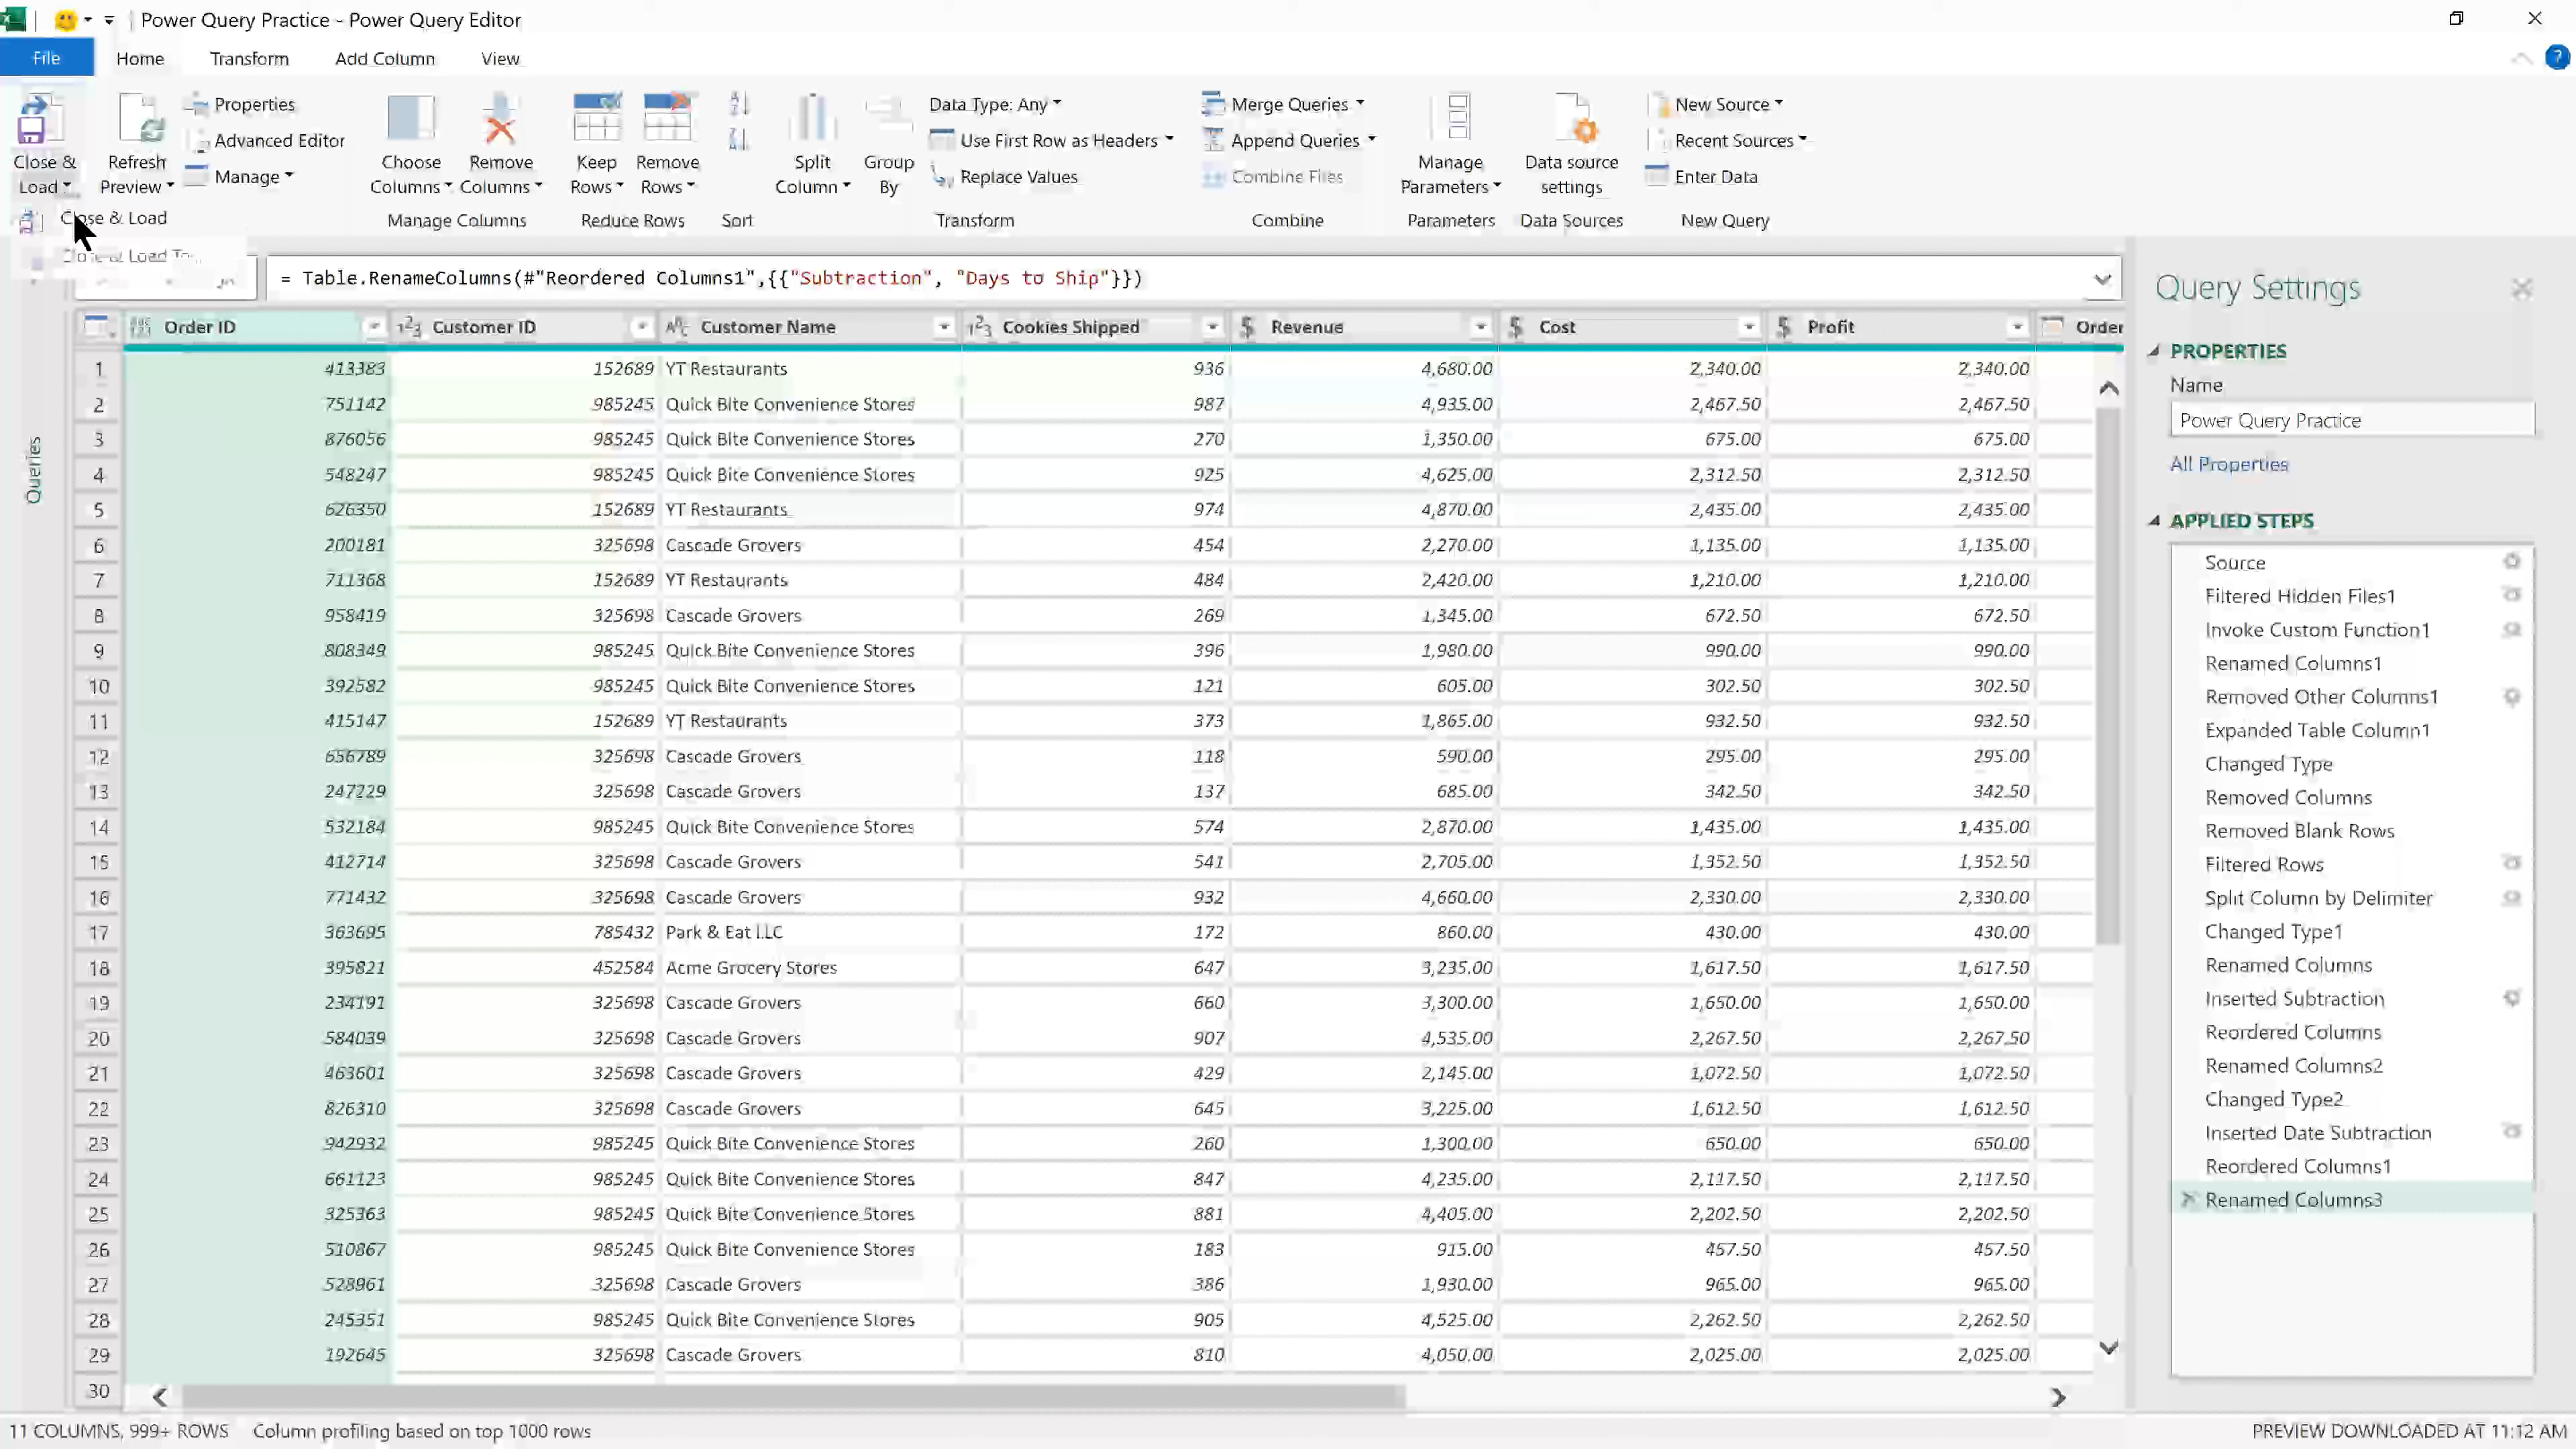 Power Query Practice - Power Query Editor
File Home Transform Add Column View
Close & Load
Refresh Preview
Properties
Advanced Editor
Manage
Choose Columns
Remove Columns
Keep Rows
Remove Rows
Split Column
Group By
Data Type: Any
Use First Row as Headers
Replace Values
Merge Queries
Append Queries
Combine Files
Manage Parameters
Data source settings
New Source
Recent Sources
Enter Data
Close & Load
Close & Load To...
Manage Columns Reduce Rows Sort Transform Combine Parameters Data Sources New Query
= Table.RenameColumns(#"Reordered Columns1",{{"Subtraction", "Days to Ship"}})
Queries
Order ID Customer ID Customer Name Cookies Shipped Revenue Cost Profit Order
1 413383 152689 YT Restaurants 936 4,680.00 2,340.00 2,340.00
2 751142 985245 Quick Bite Convenience Stores 987 4,935.00 2,467.50 2,467.50
3 876056 985245 Quick Bite Convenience Stores 270 1,350.00 675.00 675.00
4 548247 985245 Quick Bite Convenience Stores 925 4,625.00 2,312.50 2,312.50
5 626350 152689 YT Restaurants 974 4,870.00 2,435.00 2,435.00
6 200181 325698 Cascade Grovers 454 2,270.00 1,135.00 1,135.00
7 711368 152689 YT Restaurants 484 2,420.00 1,210.00 1,210.00
8 958419 325698 Cascade Grovers 269 1,345.00 672.50 672.50
9 808349 985245 Quick Bite Convenience Stores 396 1,980.00 990.00 990.00
10 392582 985245 Quick Bite Convenience Stores 121 605.00 302.50 302.50
11 415147 152689 YT Restaurants 373 1,865.00 932.50 932.50
12 656789 325698 Cascade Grovers 118 590.00 295.00 295.00
13 247229 325698 Cascade Grovers 137 685.00 342.50 342.50
14 532184 985245 Quick Bite Convenience Stores 574 2,870.00 1,435.00 1,435.00
15 412714 325698 Cascade Grovers 541 2,705.00 1,352.50 1,352.50
16 771432 325698 Cascade Grovers 932 4,660.00 2,330.00 2,330.00
17 363695 785432 Park & Eat LLC 172 860.00 430.00 430.00
18 395821 452584 Acme Grocery Stores 647 3,235.00 1,617.50 1,617.50
19 234191 325698 Cascade Grovers 660 3,300.00 1,650.00 1,650.00
20 584039 325698 Cascade Grovers 907 4,535.00 2,267.50 2,267.50
21 463601 325698 Cascade Grovers 429 2,145.00 1,072.50 1,072.50
22 826310 325698 Cascade Grovers 645 3,225.00 1,612.50 1,612.50
23 942932 985245 Quick Bite Convenience Stores 260 1,300.00 650.00 650.00
24 661123 985245 Quick Bite Convenience Stores 847 4,235.00 2,117.50 2,117.50
25 325363 985245 Quick Bite Convenience Stores 881 4,405.00 2,202.50 2,202.50
26 510867 985245 Quick Bite Convenience Stores 183 915.00 457.50 457.50
27 528961 325698 Cascade Grovers 386 1,930.00 965.00 965.00
28 245351 985245 Quick Bite Convenience Stores 905 4,525.00 2,262.50 2,262.50
29 192645 325698 Cascade Grovers 810 4,050.00 2,025.00 2,025.00
30
Query Settings
PROPERTIES
Name
Power Query Practice
All Properties
APPLIED STEPS
Source
Filtered Hidden Files1
Invoke Custom Function1
Renamed Columns1
Removed Other Columns1
Expanded Table Column1
Changed Type
Removed Columns
Removed Blank Rows
Filtered Rows
Split Column by Delimiter
Changed Type1
Renamed Columns
Inserted Subtraction
Reordered Columns
Renamed Columns2
Changed Type2
Inserted Date Subtraction
Reordered Columns1
Renamed Columns3
11 COLUMNS, 999+ ROWS Column profiling based on top 1000 rows PREVIEW DOWNLOADED AT 11:12 AM